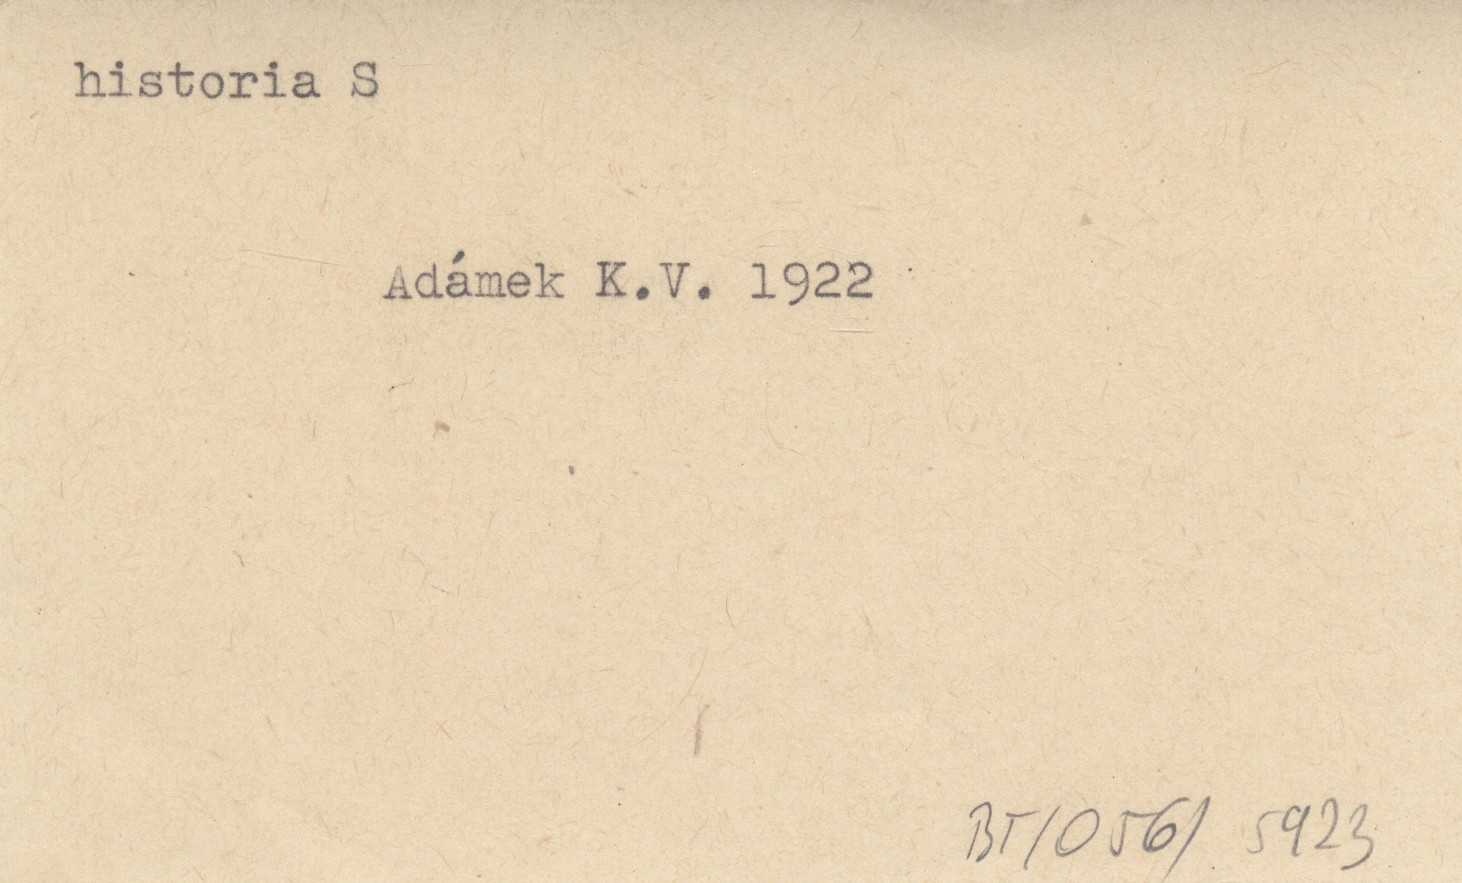 historia S
Adámek K.V. 1922
BT/056/ 5923